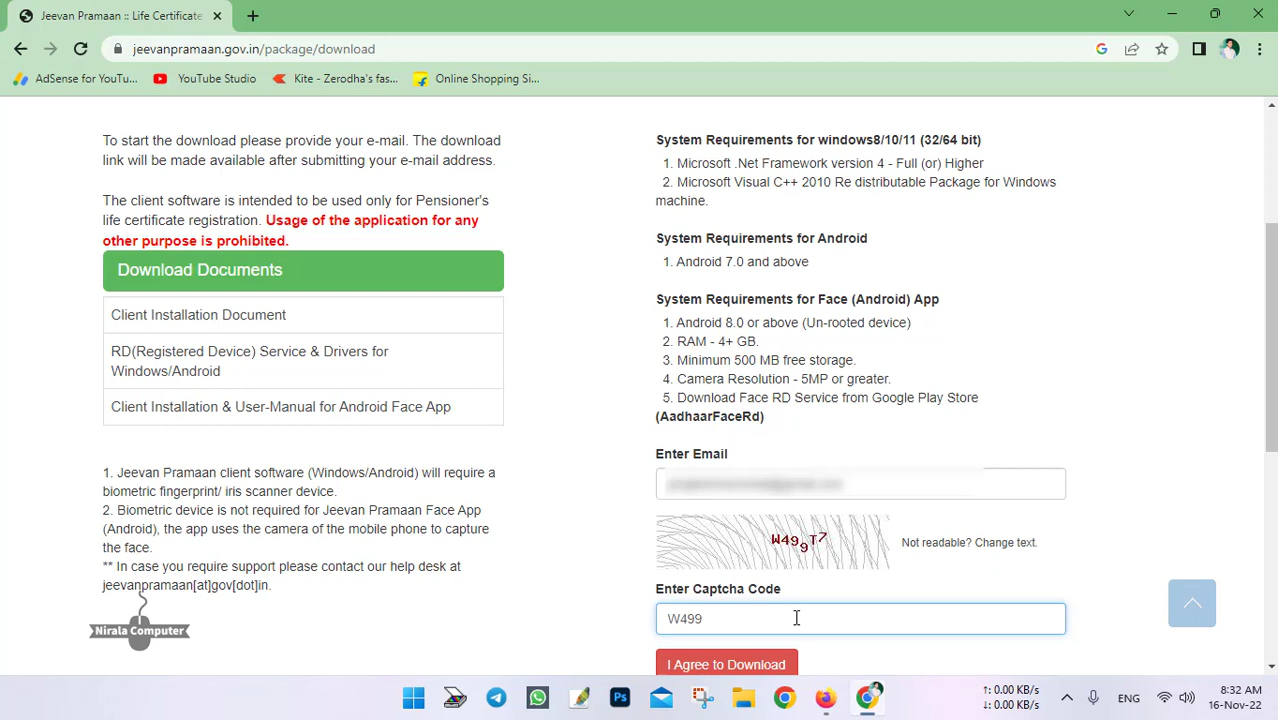 Jeevan Pramaan :: Life Certificate
jeevanpramaan.gov.in/package/download
AdSense for YouTu...
YouTube Studio
Kite - Zerodha's fas...
Online Shopping Si...
To start the download please provide your e-mail. The download
link will be made available after submitting your e-mail address.
The client software is intended to be used only for Pensioner's
life certificate registration. Usage of the application for any
other purpose is prohibited.
Download Documents
Client Installation Document
RD(Registered Device) Service & Drivers for
Windows/Android
Client Installation & User-Manual for Android Face App
1. Jeevan Pramaan client software (Windows/Android) will require a
biometric fingerprint/ iris scanner device.
2. Biometric device is not required for Jeevan Pramaan Face App
(Android), the app uses the camera of the mobile phone to capture
the face.
** In case you require support please contact our help desk at
jeevanpramaan[at]gov[dot]in.
Nirala Computer
System Requirements for windows8/10/11 (32/64 bit)
1. Microsoft .Net Framework version 4 - Full (or) Higher
2. Microsoft Visual C++ 2010 Re distributable Package for Windows
machine.
System Requirements for Android
1. Android 7.0 and above
System Requirements for Face (Android) App
1. Android 8.0 or above (Un-rooted device)
2. RAM - 4+ GB.
3. Minimum 500 MB free storage.
4. Camera Resolution - 5MP or greater.
5. Download Face RD Service from Google Play Store
(AadhaarFaceRd)
Enter Email
W499T7
Not readable? Change text.
Enter Captcha Code
W499
I Agree to Download
Ps
↑: 0.00 KB/s
↓: 0.00 KB/s
ENG
8:32 AM
16-Nov-22